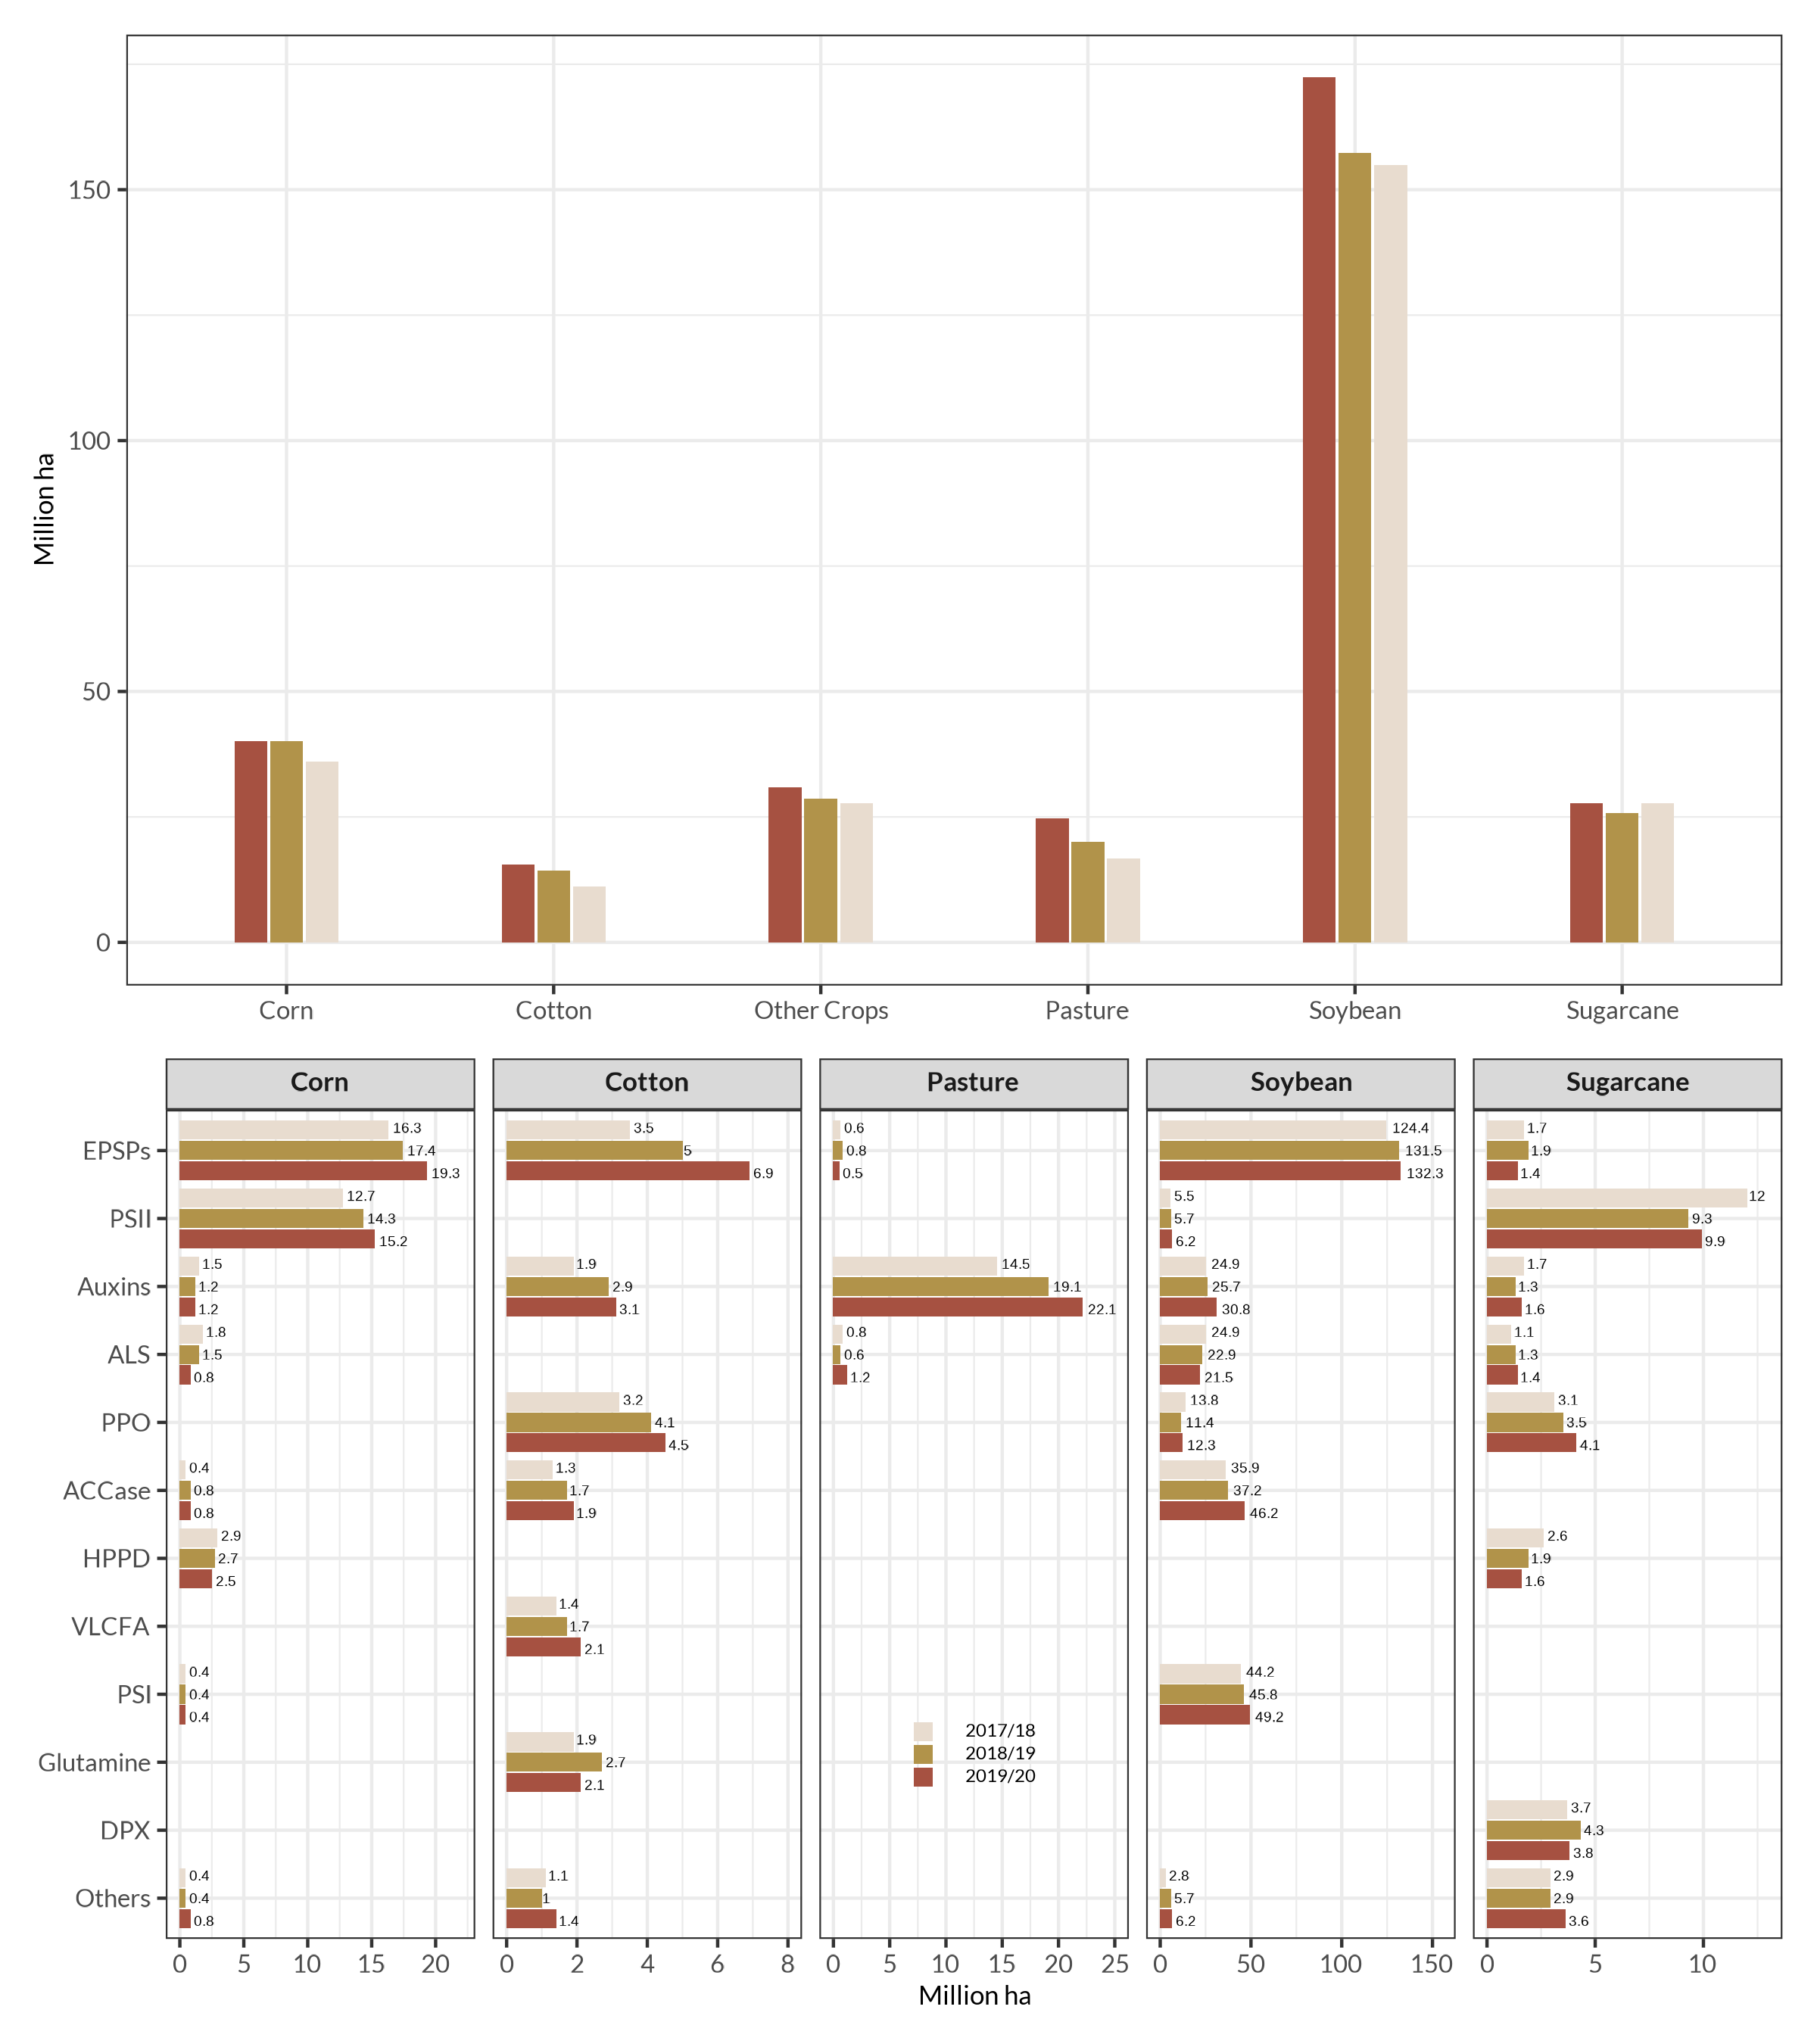 Million ha
150
100
50
0
Corn Cotton Other Crops Pasture Soybean Sugarcane
Corn Cotton Pasture Soybean Sugarcane
16.3 3.5 0.6 124.4 1.7
EPSPs 17.4 5 0.8 131.5 1.9
19.3 6.9 0.5 132.3 1.4
12.7 5.5 12
PSII 14.3 5.7 9.3
15.2 6.2 9.9
1.5 1.9 14.5 24.9 1.7
Auxins 1.2 2.9 19.1 25.7 1.3
1.2 3.1 22.1 30.8 1.6
1.8 0.8 24.9 1.1
ALS 1.5 0.6 22.9 1.3
0.8 1.2 21.5 1.4
3.2 13.8 3.1
PPO 4.1 11.4 3.5
4.5 12.3 4.1
0.4 1.3 35.9
ACCase 0.8 1.7 37.2
0.8 1.9 46.2
2.9 2.6
HPPD 2.7 1.9
2.5 1.6
1.4
VLCFA 1.7
2.1
0.4 44.2
PSI 0.4 45.8
0.4 49.2
2017/18
1.9
2018/19
Glutamine 2.7
2019/20
2.1
3.7
DPX 4.3
3.8
0.4 1.1 2.8 2.9
Others 0.4 1 5.7 2.9
0.8 1.4 6.2 3.6
0 5 10 15 20 0 2 4 6 8 0 5 10 15 20 25 0 50 100 150 0 5 10
Million ha